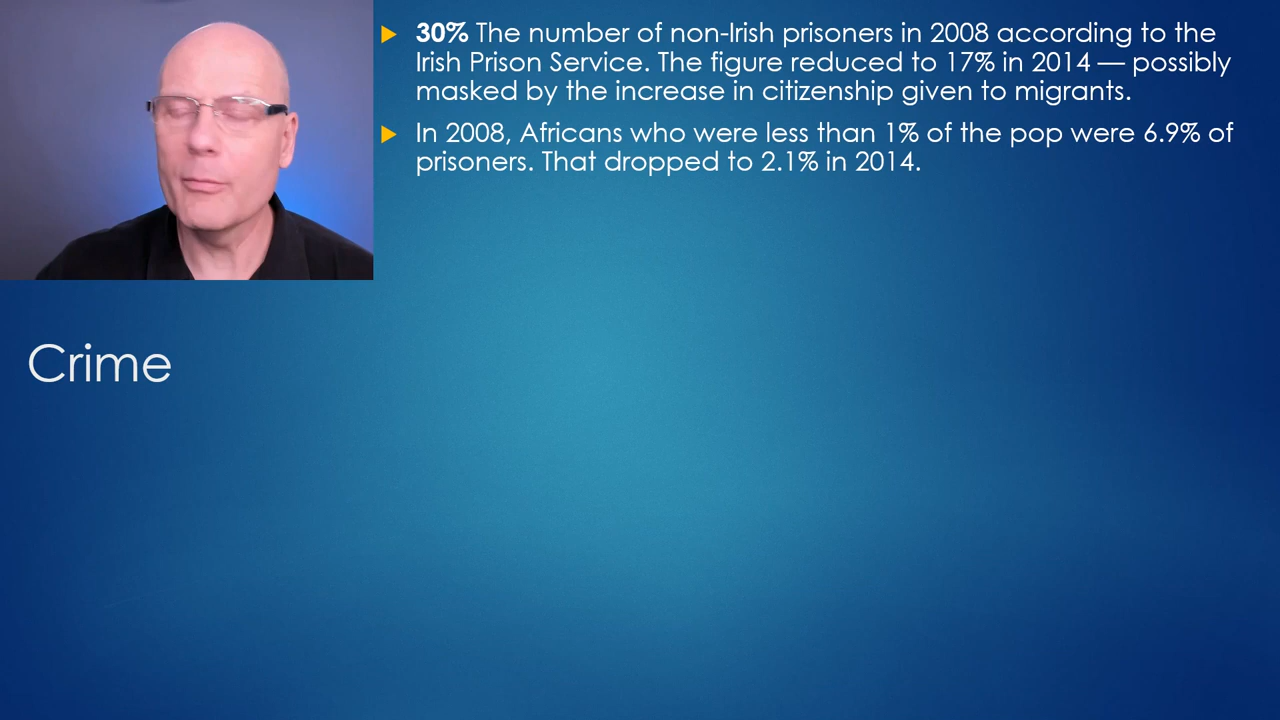 30% The number of non-Irish prisoners in 2008 according to the
Irish Prison Service. The figure reduced to 17% in 2014 — possibly
masked by the increase in citizenship given to migrants.
In 2008, Africans who were less than 1% of the pop were 6.9% of
prisoners. That dropped to 2.1% in 2014.
Crime